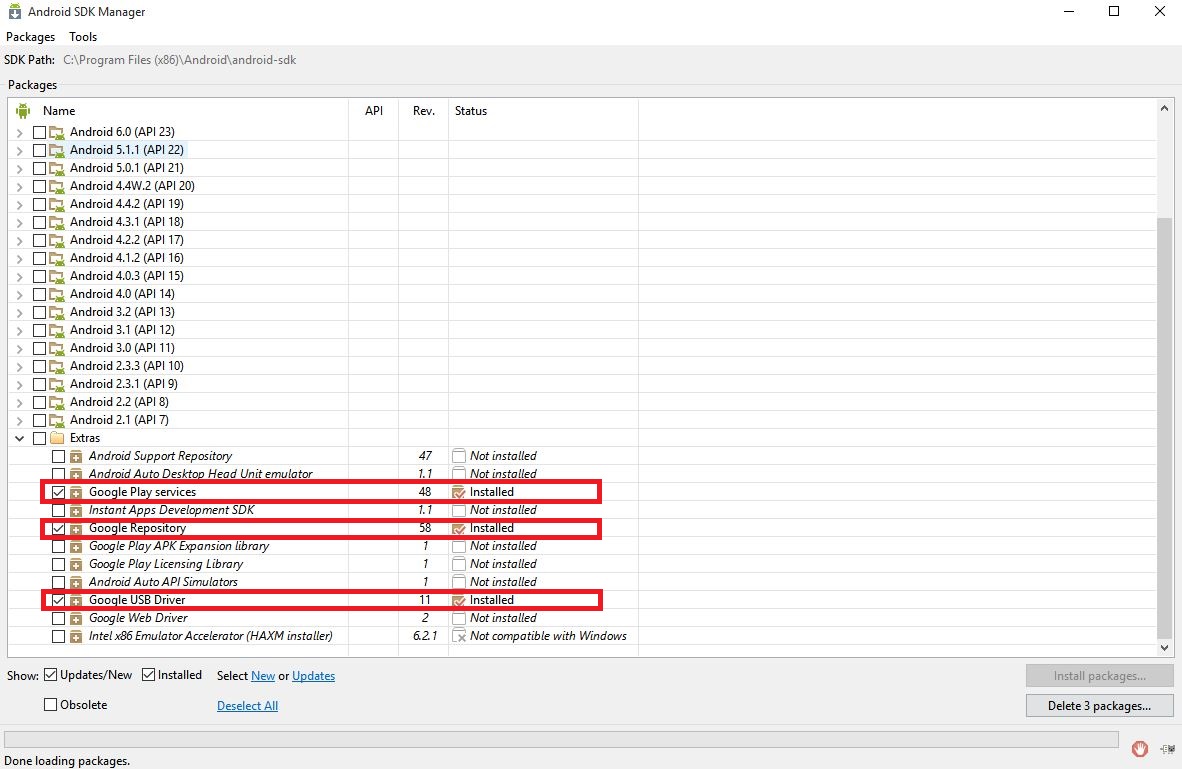 Android SDK Manager
Packages Tools
SDK Path: C:\Program Files (x86)\Android\android-sdk
Packages
Name API Rev. Status
Android 6.0 (API 23)
Android 5.1.1 (API 22)
Android 5.0.1 (API 21)
Android 4.4W.2 (API 20)
Android 4.4.2 (API 19)
Android 4.3.1 (API 18)
Android 4.2.2 (API 17)
Android 4.1.2 (API 16)
Android 4.0.3 (API 15)
Android 4.0 (API 14)
Android 3.2 (API 13)
Android 3.1 (API 12)
Android 3.0 (API 11)
Android 2.3.3 (API 10)
Android 2.3.1 (API 9)
Android 2.2 (API 8)
Android 2.1 (API 7)
Extras
Android Support Repository 47 Not installed
Android Auto Desktop Head Unit emulator 1.1 Not installed
Google Play services 48 Installed
Instant Apps Development SDK 1.1 Not installed
Google Repository 58 Installed
Google Play APK Expansion library 1 Not installed
Google Play Licensing Library 1 Not installed
Android Auto API Simulators 1 Not installed
Google USB Driver 11 Installed
Google Web Driver 2 Not installed
Intel x86 Emulator Accelerator (HAXM installer) 6.2.1 Not compatible with Windows
Show: Updates/New Installed Select New or Updates Install packages...
Obsolete Deselect All Delete 3 packages...
Done loading packages.